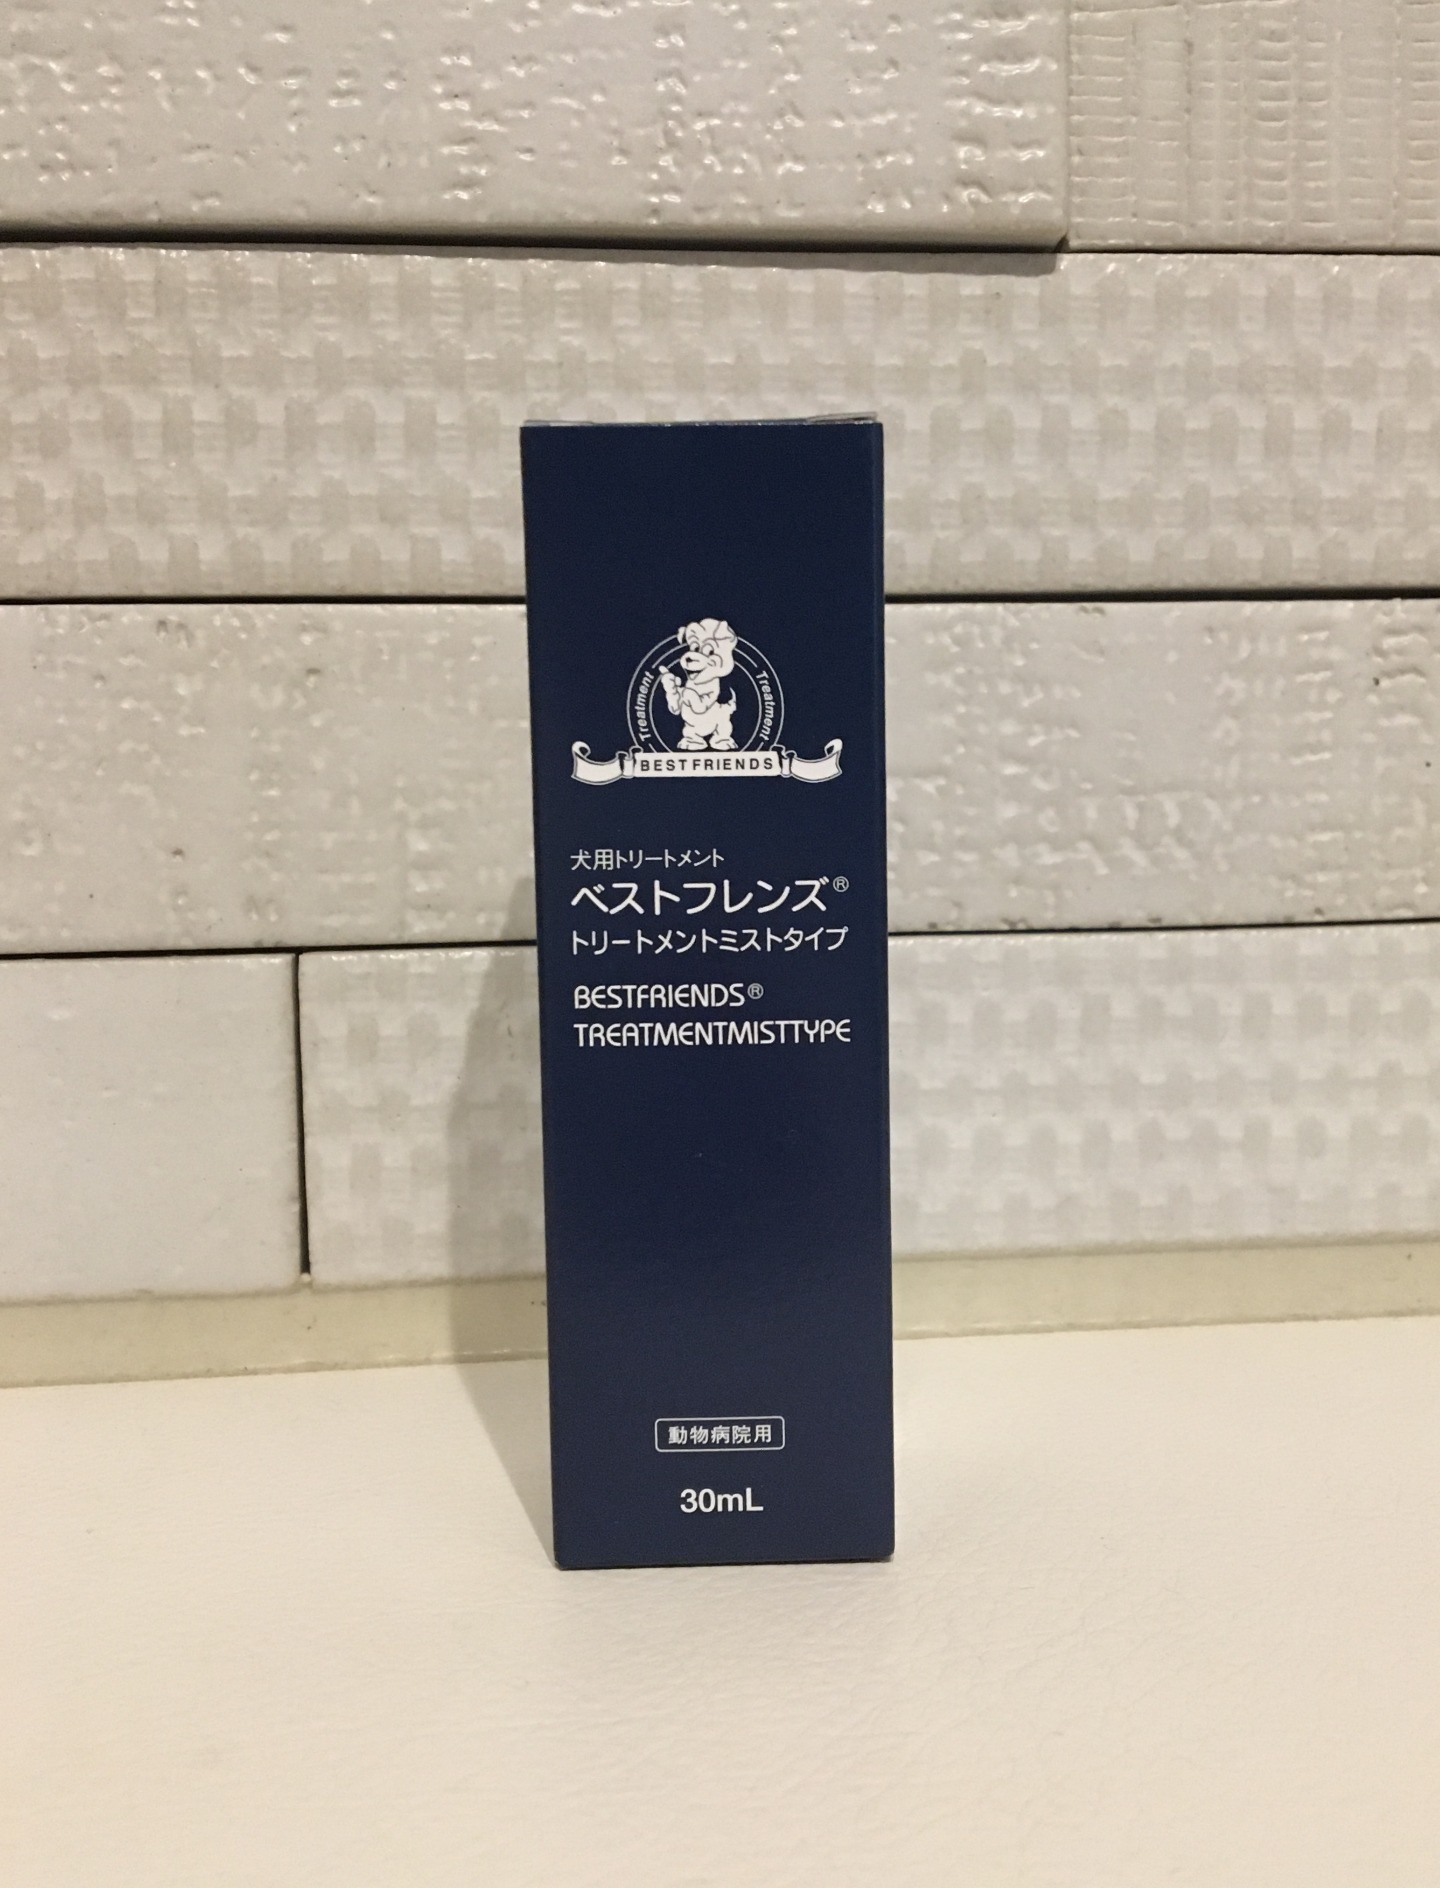 Treatment
Treatment
BEST FRIENDS
犬用トリートメント
ベストフレンズ®
トリートメントミストタイプ
BESTFRIENDS®
TREATMENTMISTTYPE
動物病院用
30mL